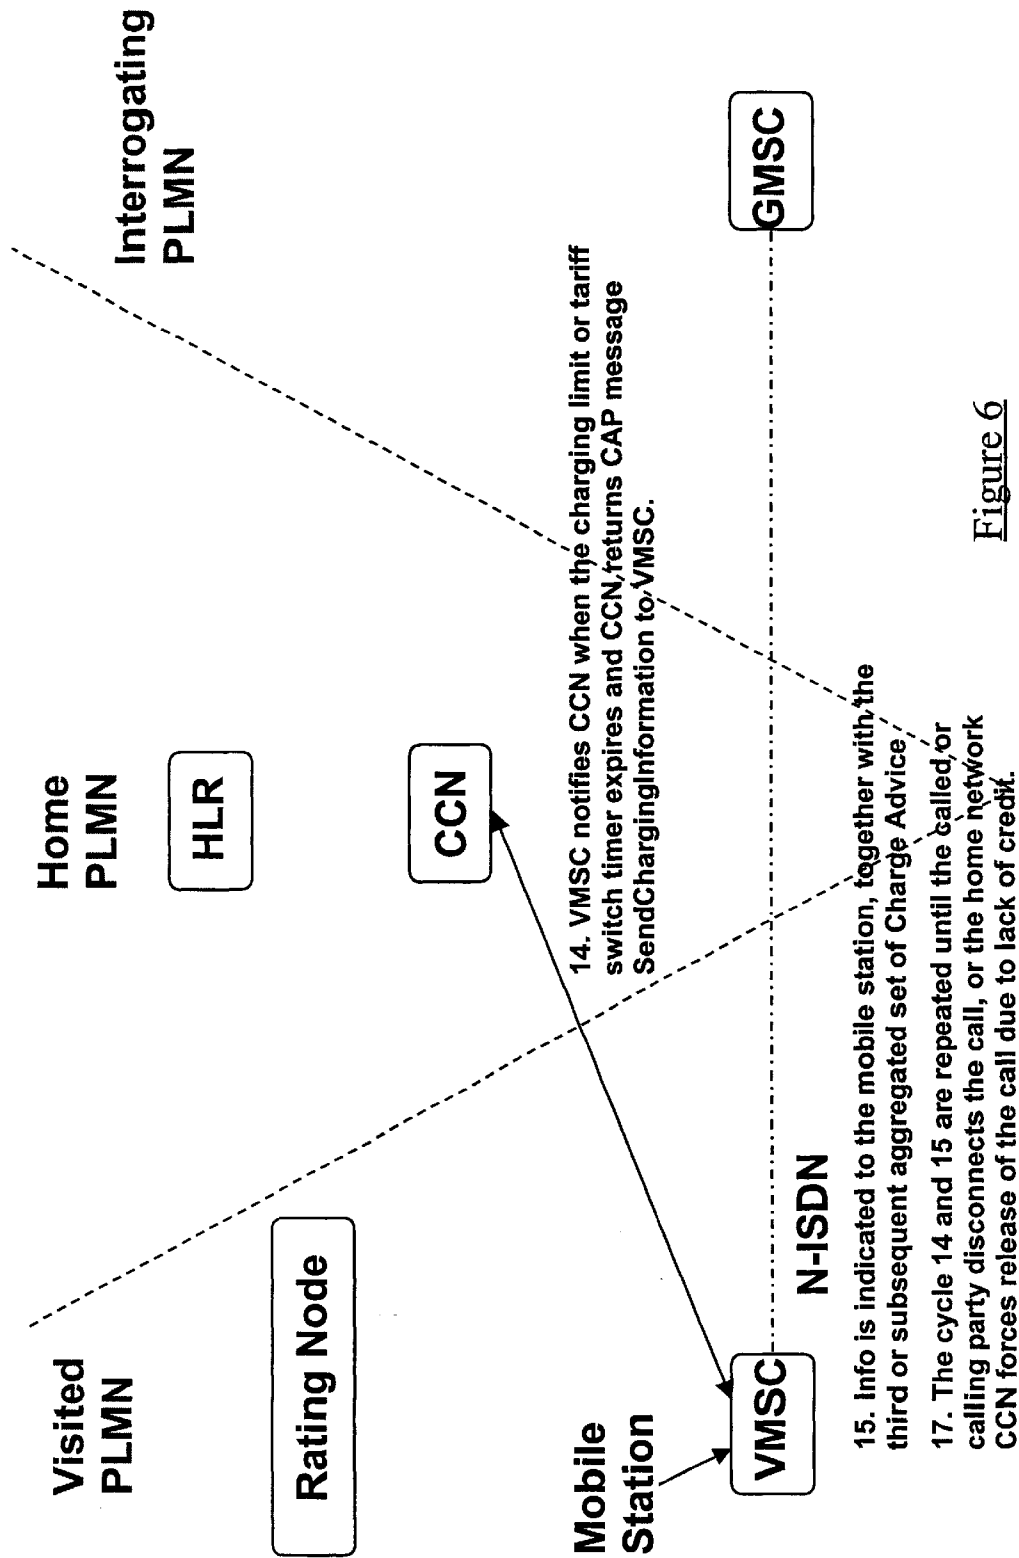 Visited
PLMN
Home
PLMN
Interrogating
PLMN
HLR
Rating Node
CCN
14. VMSC notifies CCN when the charging limit or tariff
switch timer expires and CCN returns CAP message
SendChargingInformation to VMSC.
Mobile
Station
VMSC
GMSC
N-ISDN
15. Info is indicated to the mobile station, together with the
third or subsequent aggregated set of Charge Advice
17. The cycle 14 and 15 are repeated until the called or
calling party disconnects the call, or the home network
CCN forces release of the call due to lack of credit.
Figure 6